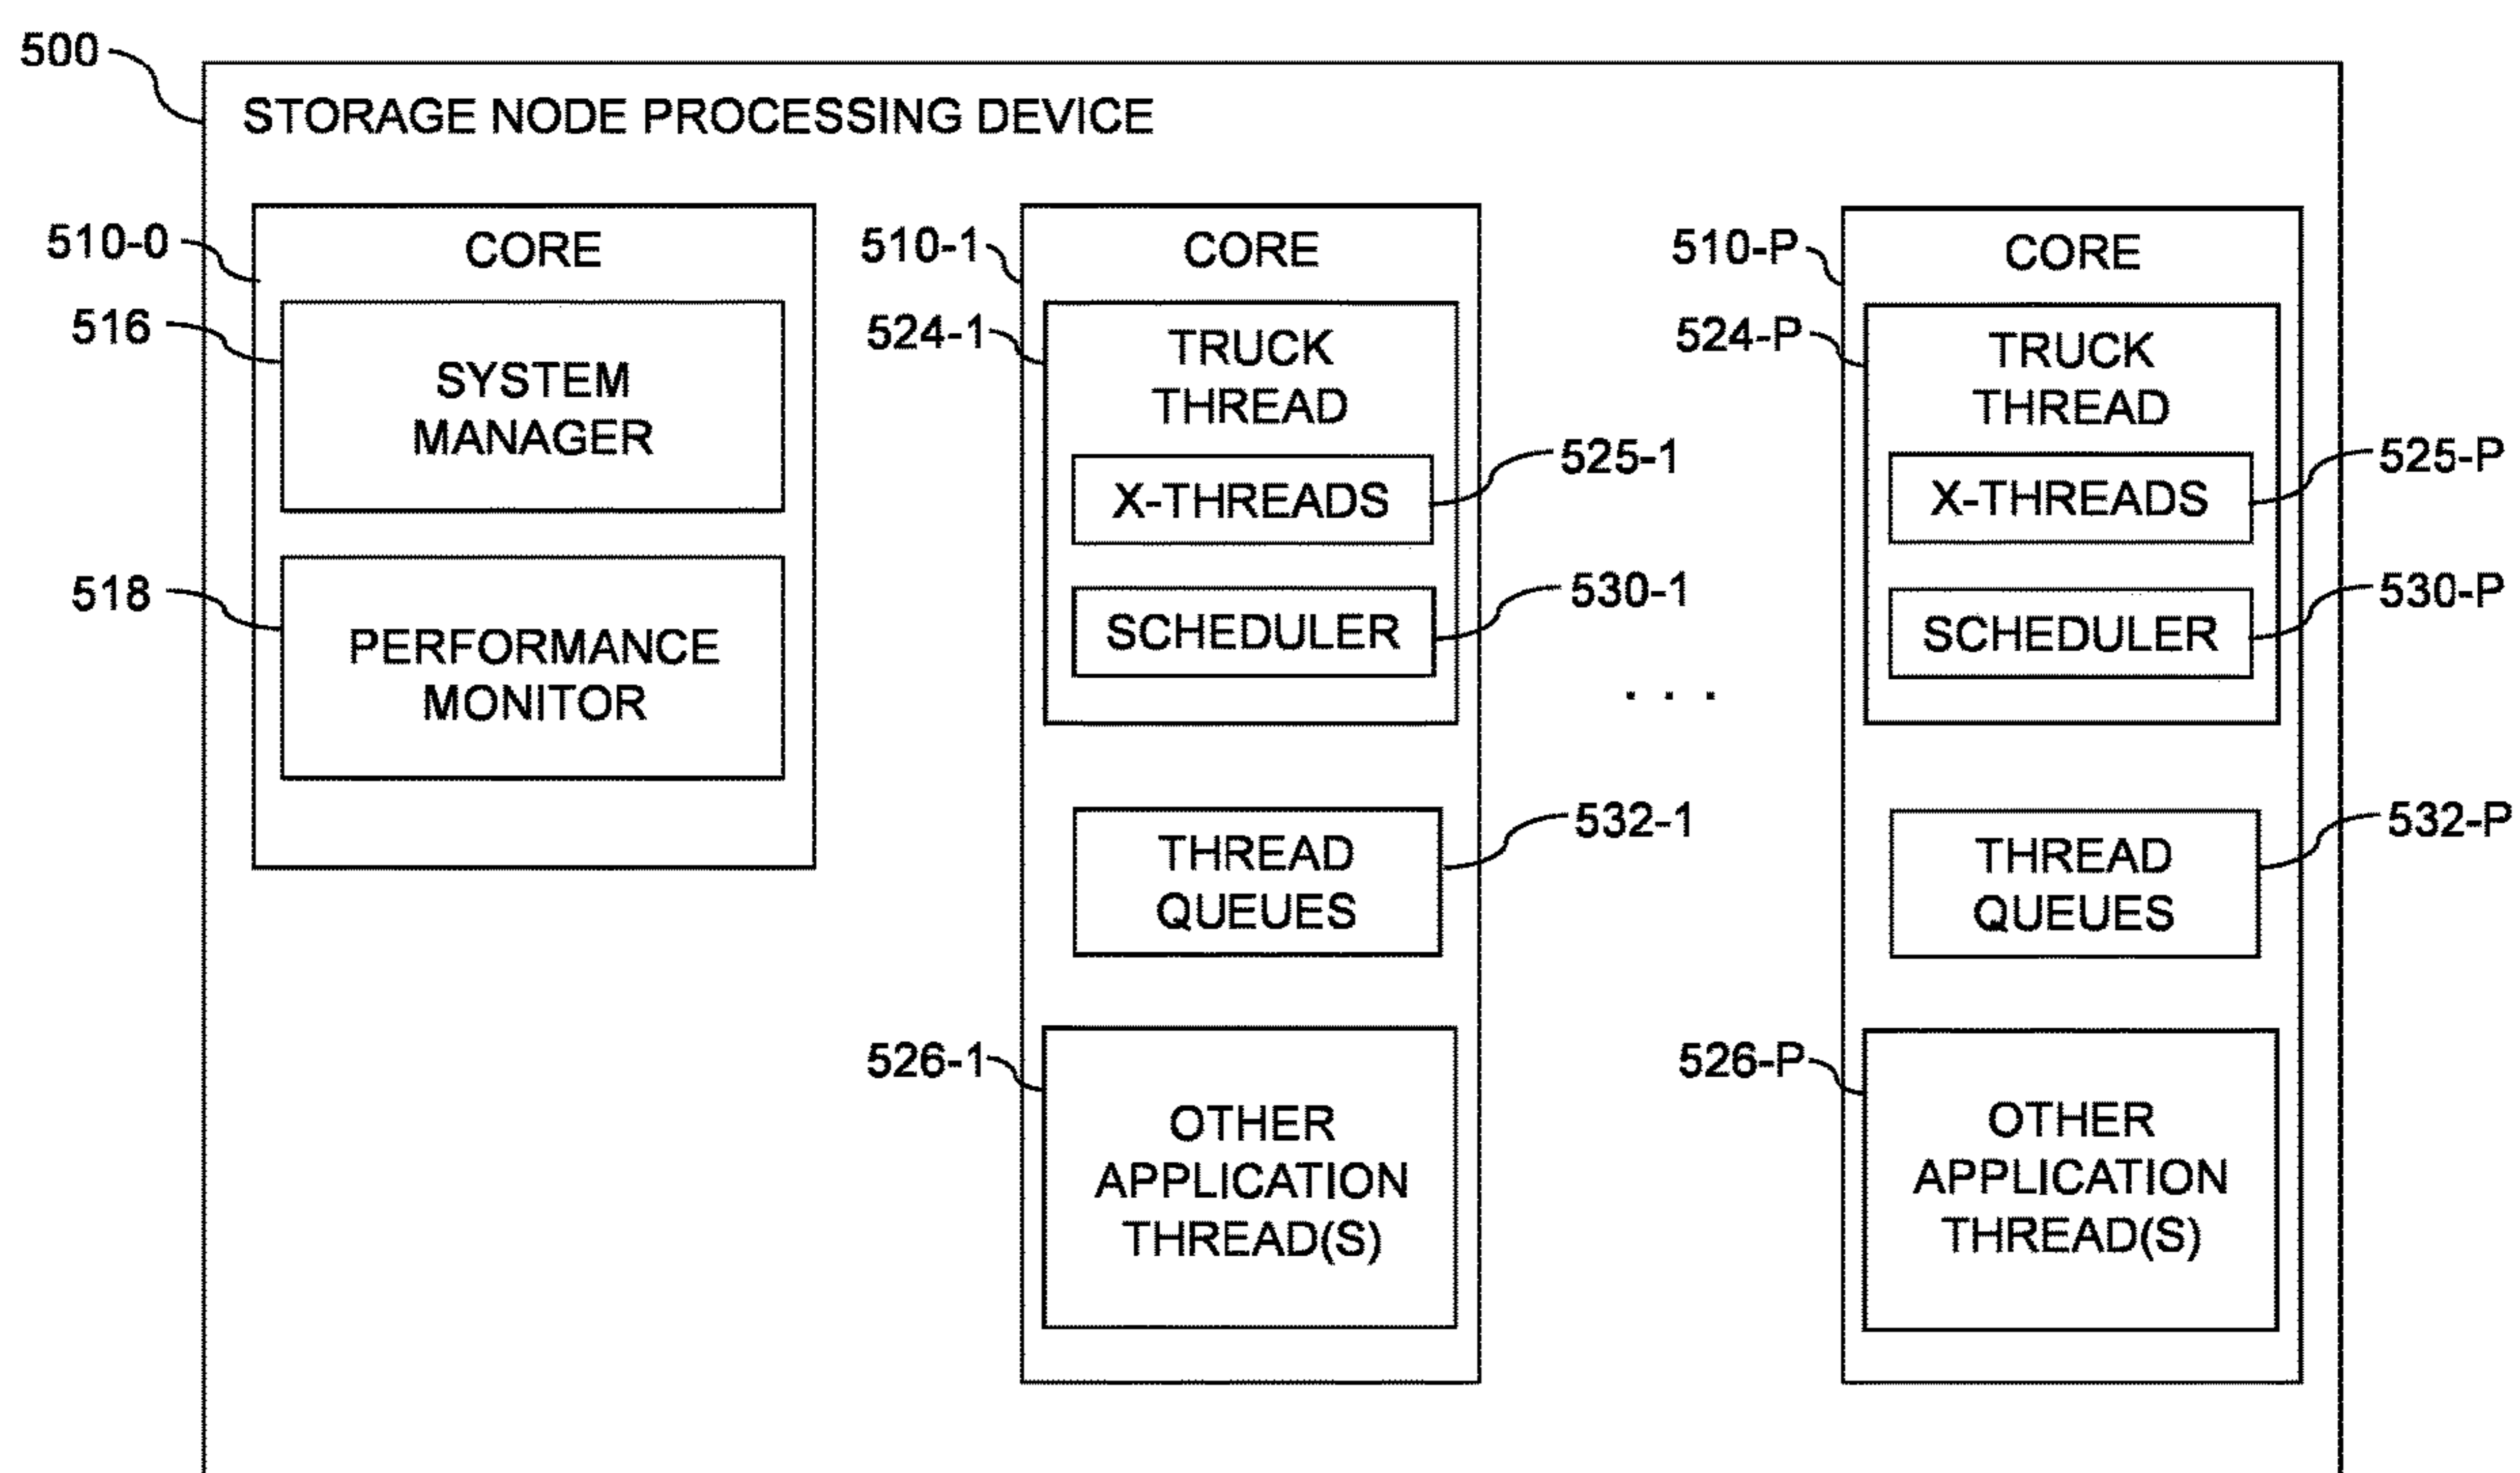 500
STORAGE NODE PROCESSING DEVICE
510-0
CORE
516
SYSTEM
MANAGER
518
PERFORMANCE
MONITOR
510-1
CORE
524-1
TRUCK
THREAD
X-THREADS
525-1
SCHEDULER
530-1
THREAD
QUEUES
532-1
526-1
OTHER
APPLICATION
THREAD(S)
. . .
510-P
CORE
524-P
TRUCK
THREAD
X-THREADS
525-P
SCHEDULER
530-P
THREAD
QUEUES
532-P
526-P
OTHER
APPLICATION
THREAD(S)